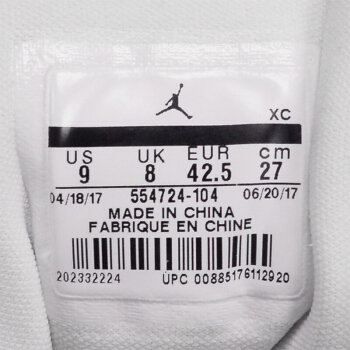 XC
US UK EUR cm
9 8 42.5 27
04/18/17 554724-104 06/20/17
MADE IN CHINA
FABRIQUE EN CHINE
202332224 UPC 00885176112920